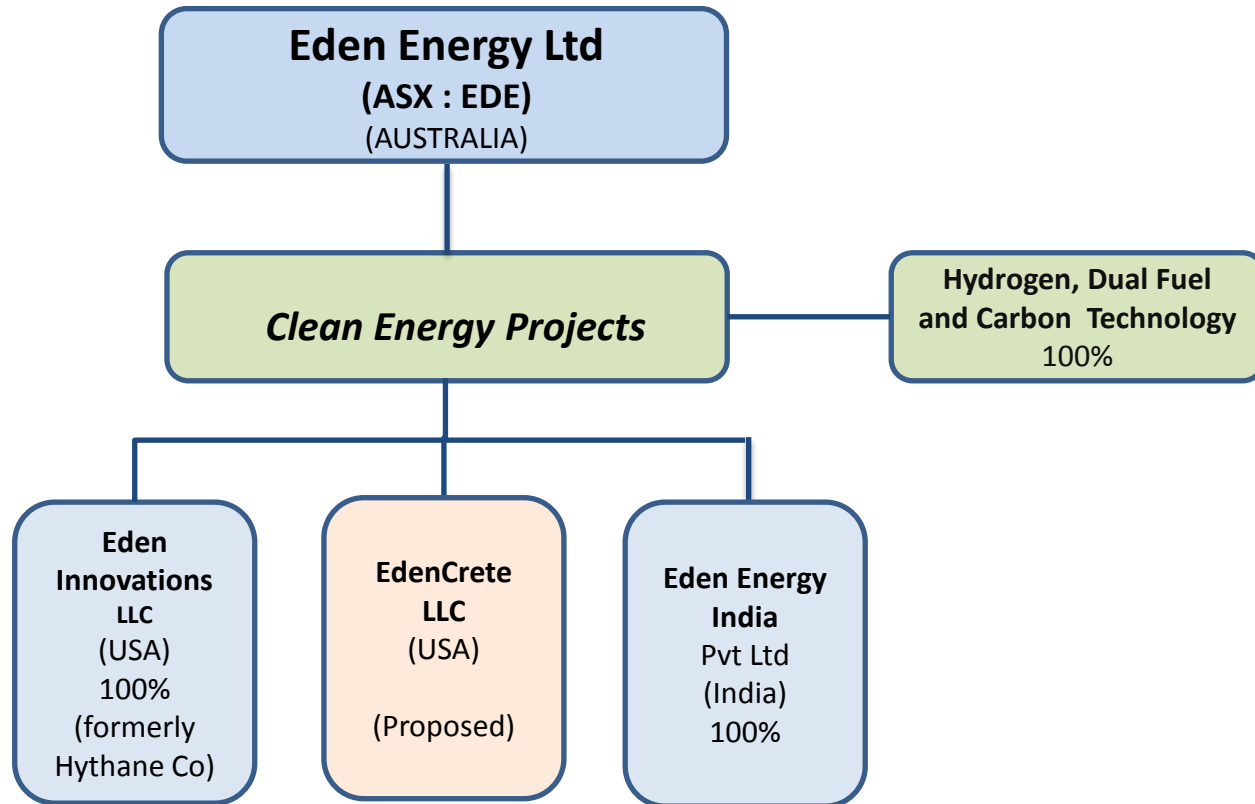 Eden Energy Ltd
(ASX : EDE)
(AUSTRALIA)
Clean Energy Projects
Hydrogen, Dual Fuel
and Carbon Technology
100%
Eden
Innovations
LLC
(USA)
100%
(formerly
Hythane Co)
EdenCrete
LLC
(USA)
(Proposed)
Eden Energy
India
Pvt Ltd
(India)
100%